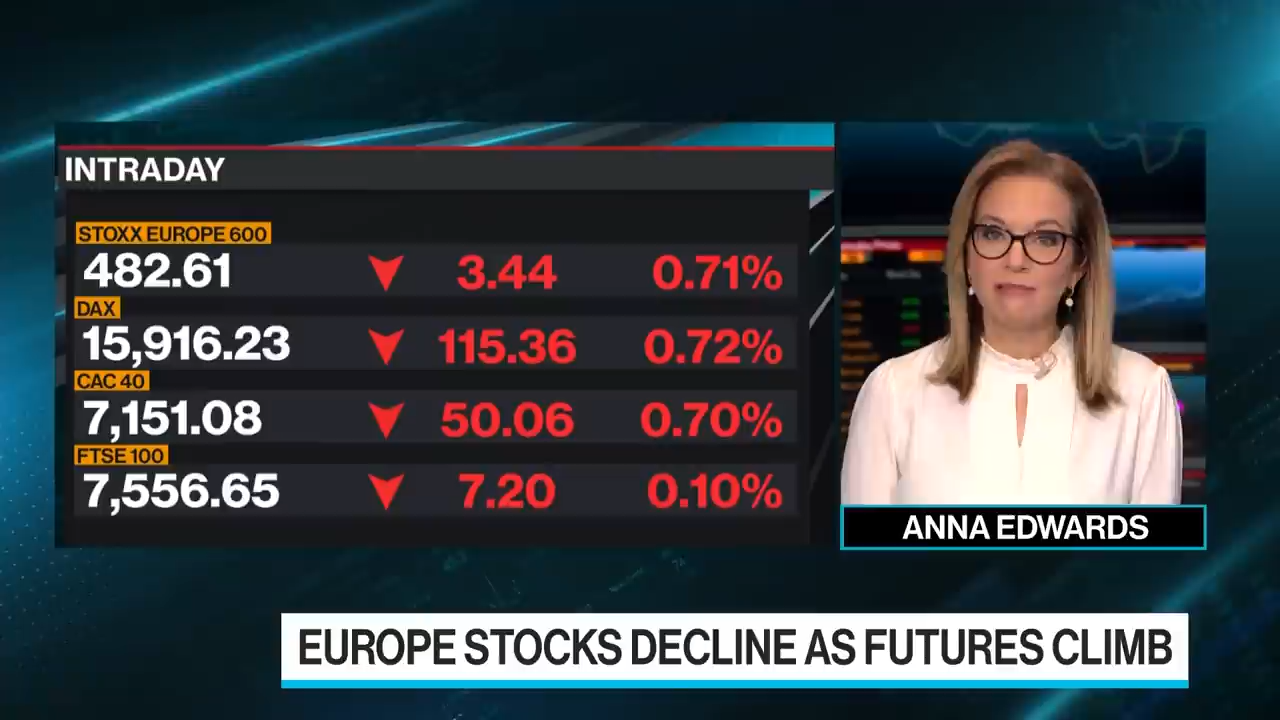 INTRADAY
STOXX EUROPE 600
482.61 3.44 0.71%
DAX
15,916.23 115.36 0.72%
CAC 40
7,151.08 50.06 0.70%
FTSE 100
7,556.65 7.20 0.10%
ANNA EDWARDS
EUROPE STOCKS DECLINE AS FUTURES CLIMB